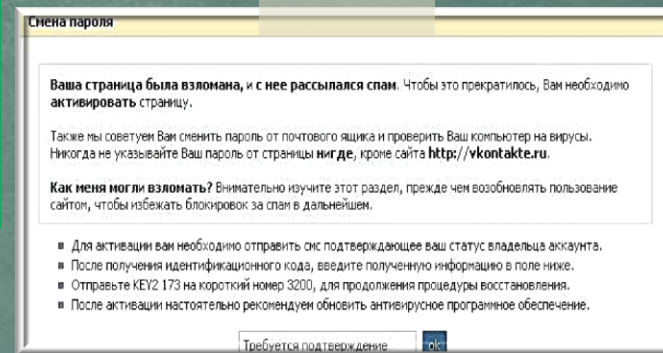 Смена пароля
Ваша страница была взломана, и с нее рассылался спам. Чтобы это прекратилось, Вам необходимо
активировать страницу.
Также мы советуем Вам сменить пароль от почтового ящика и проверить Ваш компьютер на вирусы.
Никогда не указывайте Ваш пароль от страницы нигде, кроме сайта http://vkontakte.ru.
Как меня могли взломать? Внимательно изучите этот раздел, прежде чем возобновлять пользование
сайтом, чтобы избежать блокировок за спам в дальнейшем.
Для активации вам необходимо отправить смс подтверждающее ваш статус владельца аккаунта.
После получения идентификационного кода, введите полученную информацию в поле ниже.
Отправьте KEY2 173 на короткий номер 3200, для продолжения процедуры восстановления.
После активации настоятельно рекомендуем обновить антивирусное программное обеспечение.
Требуется подтверждение ok